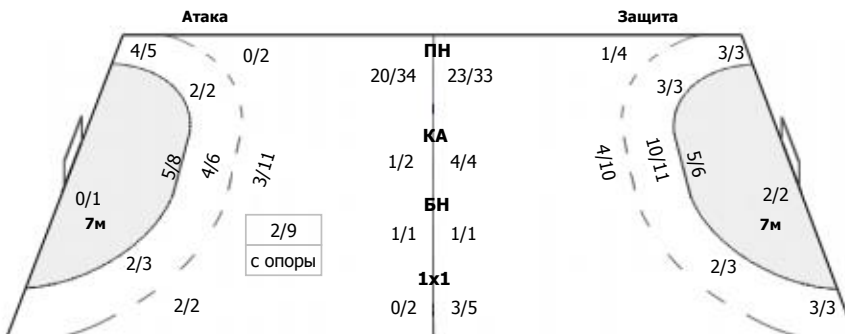 Атака Защита
4/5 0/2 ПН 1/4 3/3
20/34 23/33
2/2 3/3
КА
5/8 4/6 3/11 1/2 4/4 4/10 10/11 5/6
0/1 2/2
7м БН 7м
2/9 1/1 1/1
с опоры
2/3 2/3
1x1
2/2 0/2 3/5 3/3